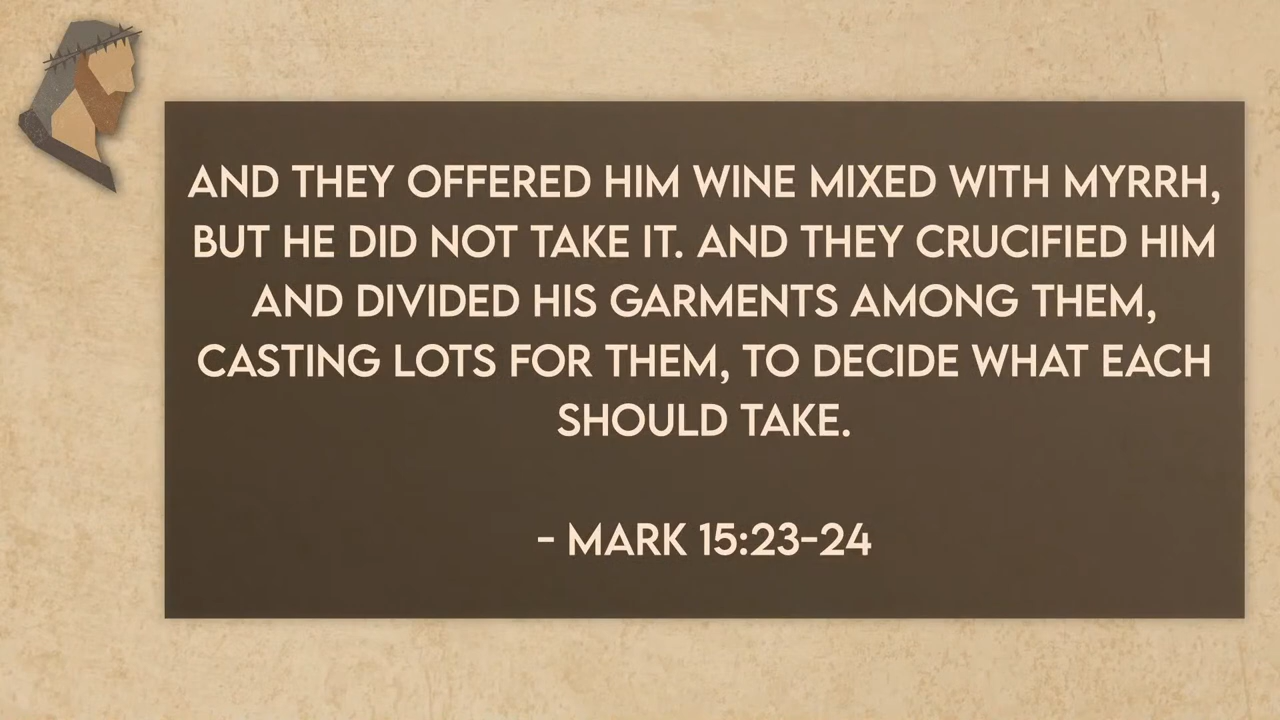 AND THEY OFFERED HIM WINE MIXED WITH MYRRH,
BUT HE DID NOT TAKE IT. AND THEY CRUCIFIED HIM
AND DIVIDED HIS GARMENTS AMONG THEM,
CASTING LOTS FOR THEM, TO DECIDE WHAT EACH
SHOULD TAKE.
- MARK 15:23-24